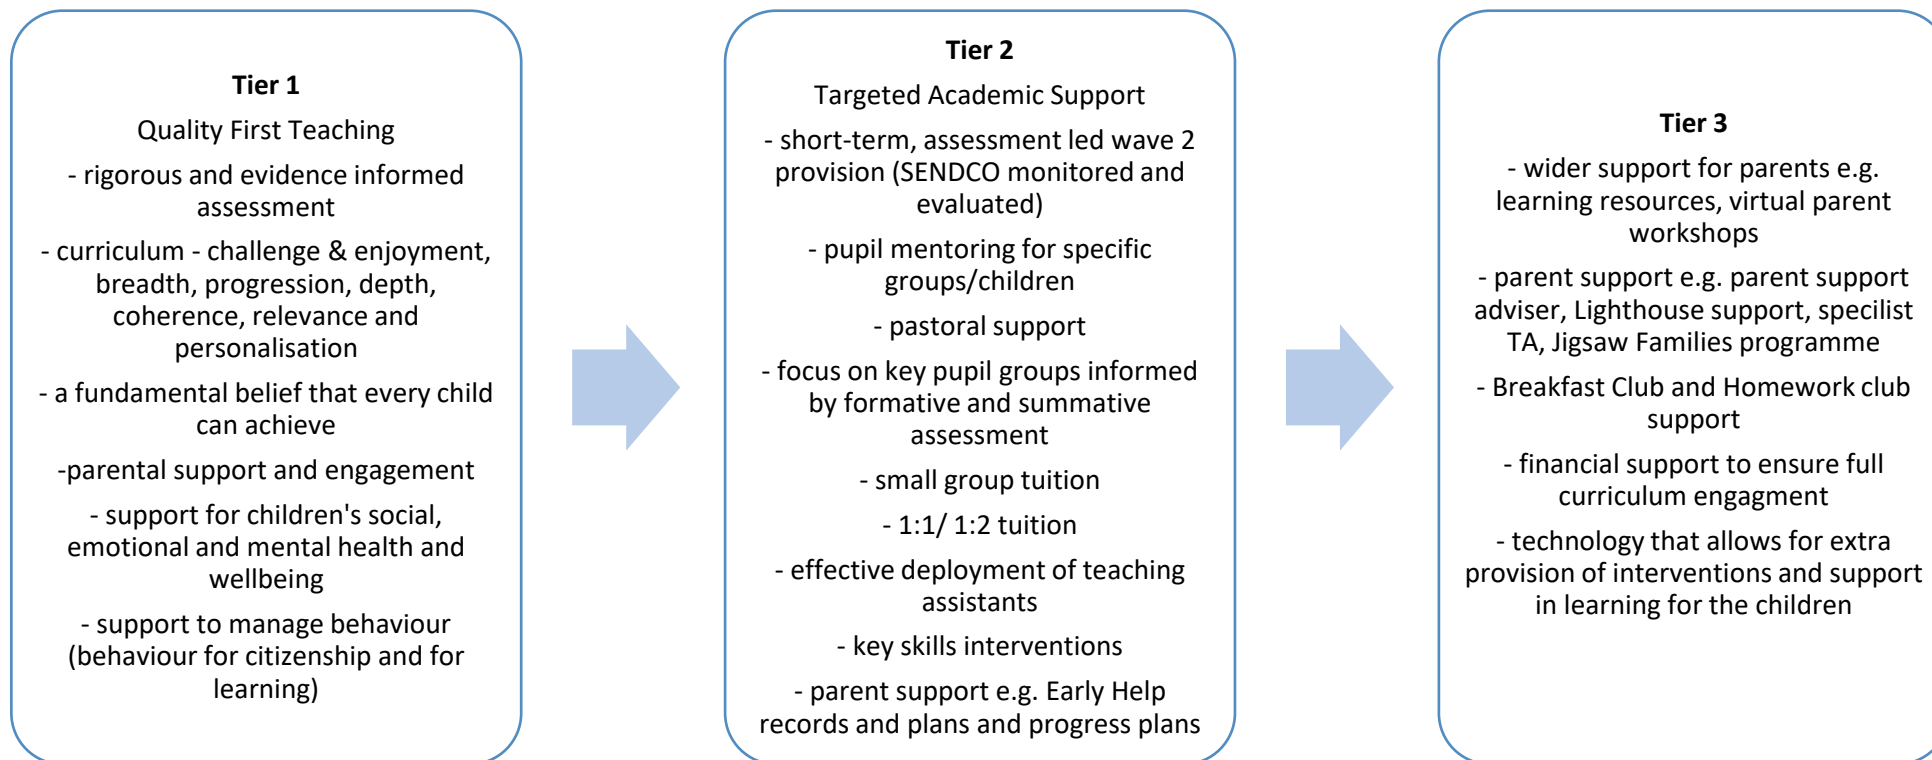 Tier 1
Quality First Teaching
- rigorous and evidence informed
assessment
- curriculum - challenge & enjoyment,
breadth, progression, depth,
coherence, relevance and
personalisation
- a fundamental belief that every child
can achieve
-parental support and engagement
- support for children's social,
emotional and mental health and
wellbeing
- support to manage behaviour
(behaviour for citizenship and for
learning)
Tier 2
Targeted Academic Support
- short-term, assessment led wave 2
provision (SENDCO monitored and
evaluated)
- pupil mentoring for specific
groups/children
- pastoral support
- focus on key pupil groups informed
by formative and summative
assessment
- small group tuition
- 1:1/ 1:2 tuition
- effective deployment of teaching
assistants
- key skills interventions
- parent support e.g. Early Help
records and plans and progress plans
Tier 3
- wider support for parents e.g.
learning resources, virtual parent
workshops
- parent support e.g. parent support
adviser, Lighthouse support, specilist
TA, Jigsaw Families programme
- Breakfast Club and Homework club
support
- financial support to ensure full
curriculum engagment
- technology that allows for extra
provision of interventions and support
in learning for the children